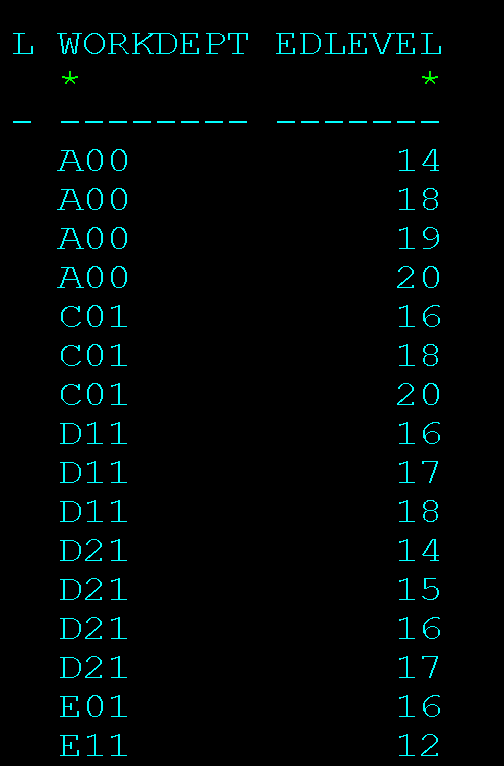 L WORKDEPT EDLEVEL
* *
- -------- -------
A00 14
A00 18
A00 19
A00 20
C01 16
C01 18
C01 20
D11 16
D11 17
D11 18
D21 14
D21 15
D21 16
D21 17
E01 16
E11 12